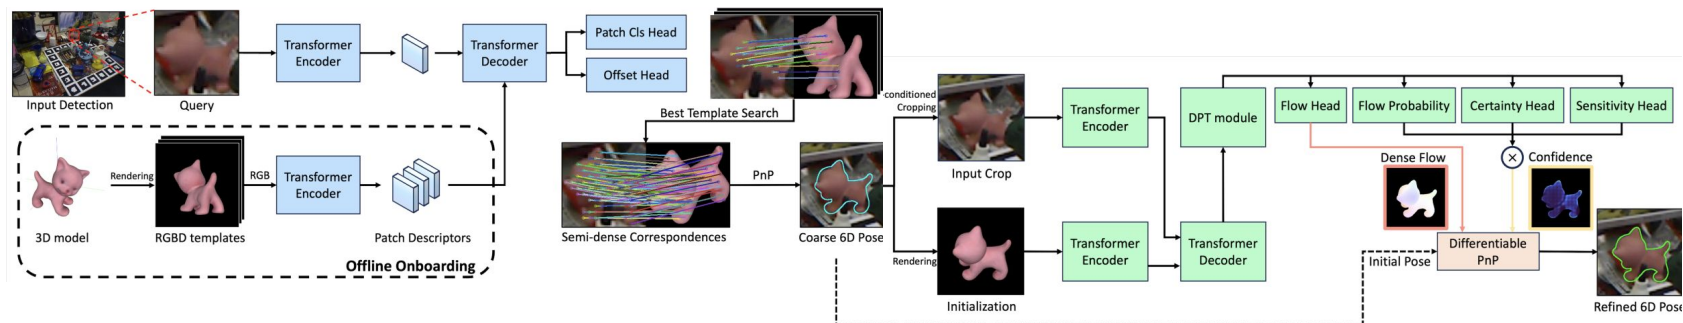 Input Detection
Query
Transformer
Encoder
Transformer
Decoder
Patch Cls Head
Offset Head
3D model
Rendering
RGBD templates
RGB
Transformer
Encoder
Patch Descriptors
Offline Onboarding
Best Template Search
Semi-dense Correspondences
PnP
Coarse 6D Pose
conditioned
Cropping
Input Crop
Rendering
Initialization
Transformer
Encoder
Transformer
Encoder
Transformer
Decoder
DPT module
Flow Head
Flow Probability
Certainty Head
Sensitivity Head
×
Dense Flow
Confidence
Initial Pose
Differentiable
PnP
Refined 6D Pose